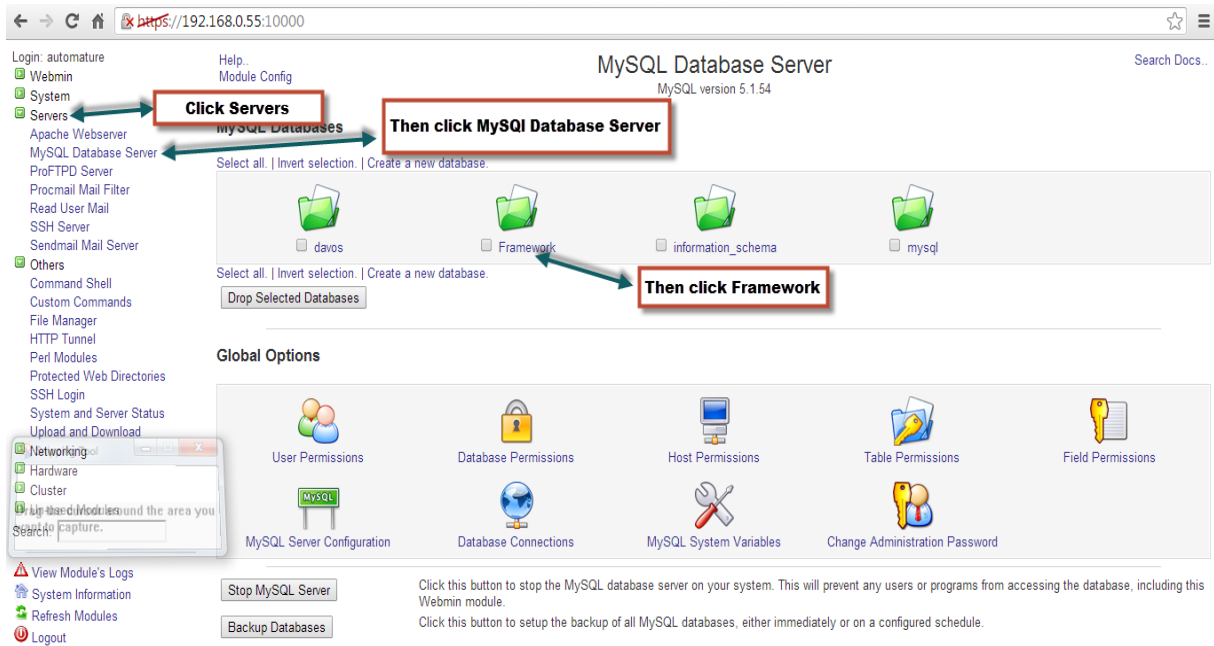 https://192.168.0.55:10000
Login: automature
Webmin
System
Servers
Apache Webserver
MySQL Database Server
ProFTPD Server
Procmail Mail Filter
Read User Mail
SSH Server
Sendmail Mail Server
Others
Command Shell
Custom Commands
File Manager
HTTP Tunnel
Perl Modules
Protected Web Directories
SSH Login
System and Server Status
Upload and Download
Networking
Hardware
Cluster
Search:
want to capture.
around the area you
View Module's Logs
System Information
Refresh Modules
Logout
Help..
Module Config
MySQL Database Server
MySQL version 5.1.54
Search Docs..
Click Servers
Then click MySQl Database Server
MySQL Databases
Select all. | Invert selection. | Create a new database.
davos
Framework
information_schema
mysql
Select all. | Invert selection. | Create a new database.
Then click Framework
Drop Selected Databases
Global Options
User Permissions
Database Permissions
Host Permissions
Table Permissions
Field Permissions
MySQL
MySQL Server Configuration
Database Connections
MySQL System Variables
Change Administration Password
Stop MySQL Server
Click this button to stop the MySQL database server on your system. This will prevent any users or programs from accessing the database, including this
Webmin module.
Backup Databases
Click this button to setup the backup of all MySQL databases, either immediately or on a configured schedule.